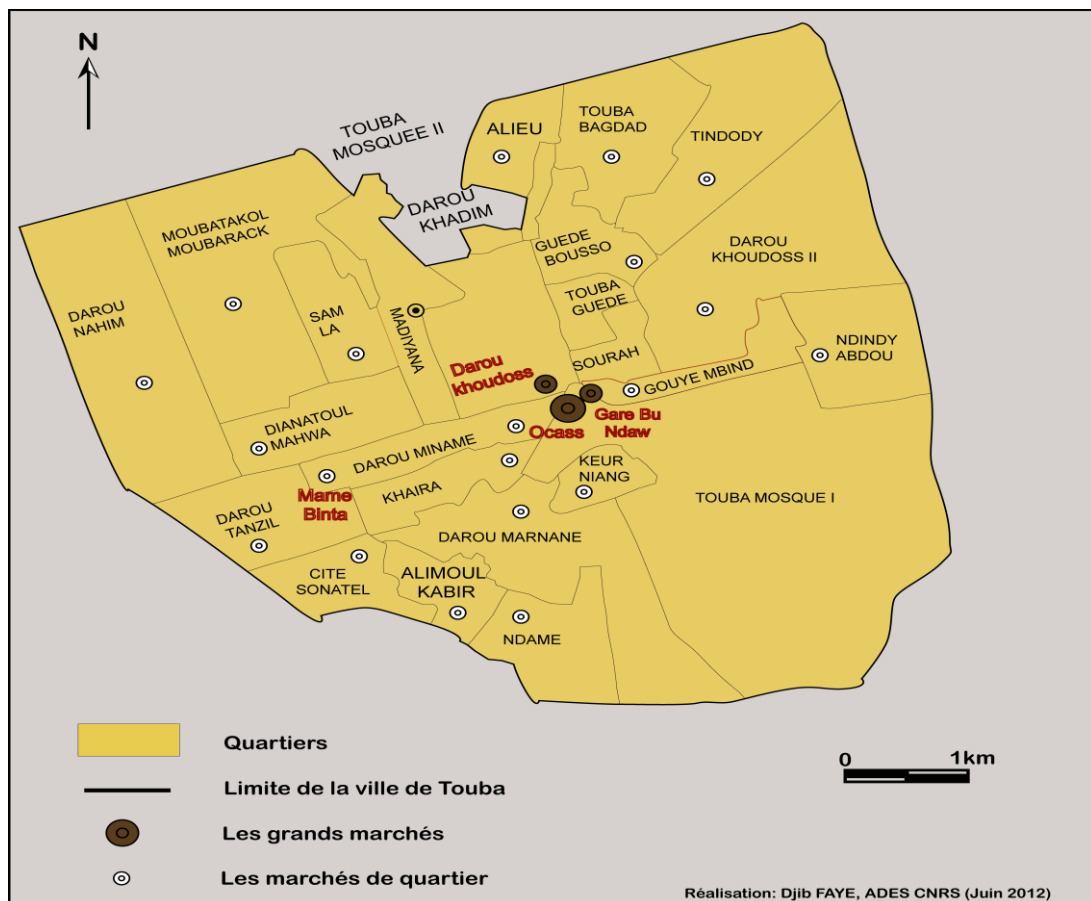 N
TOUBA
MOSQUEE II
ALIEU
TOUBA
BAGDAD
TINDODY
DAROU
KHADIM
MOUBATAKOL
MOUBARACK
GUEDE
BOUSSO
DAROU
KHOUDOSS II
DAROU
NAHIM
SAM
LA
MADIYANA
TOUBA
GUEDE
NDINDY
ABDOU
Darou
khoudoss
SOURAH
GOUYE MBIND
DIANATOUL
MAHWA
Ocass
Gare Bu
Ndaw
DAROU MINAME
KEUR
NIANG
Mame
Binta
KHAIRA
TOUBA MOSQUE I
DAROU
TANZIL
DAROU MARNANE
CITE
SONATEL
ALIMOUL
KABIR
NDAME
Quartiers
0 1km
Limite de la ville de Touba
Les grands marchés
Les marchés de quartier
Réalisation: Djib FAYE, ADES CNRS (Juin 2012)